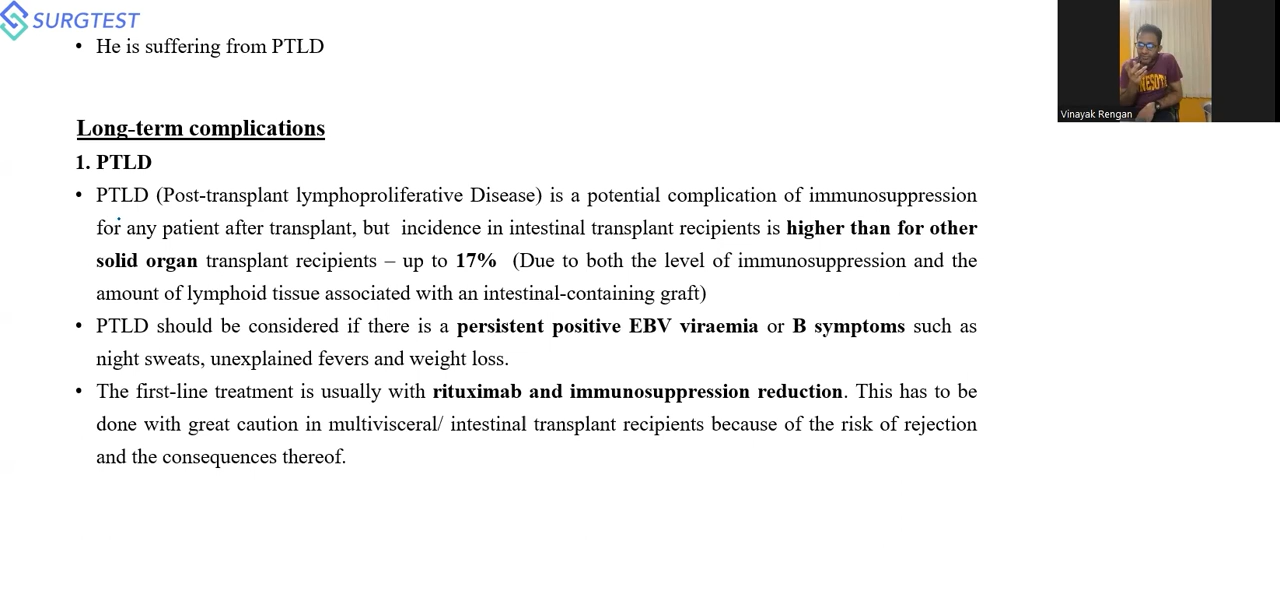 SURGTEST
• He is suffering from PTLD
Long-term complications
1. PTLD
• PTLD (Post-transplant lymphoproliferative Disease) is a potential complication of immunosuppression
for any patient after transplant, but incidence in intestinal transplant recipients is higher than for other
solid organ transplant recipients – up to 17% (Due to both the level of immunosuppression and the
amount of lymphoid tissue associated with an intestinal-containing graft)
• PTLD should be considered if there is a persistent positive EBV viraemia or B symptoms such as
night sweats, unexplained fevers and weight loss.
• The first-line treatment is usually with rituximab and immunosuppression reduction. This has to be
done with great caution in multivisceral/ intestinal transplant recipients because of the risk of rejection
and the consequences thereof.
NESOT
Vinayak Rengan